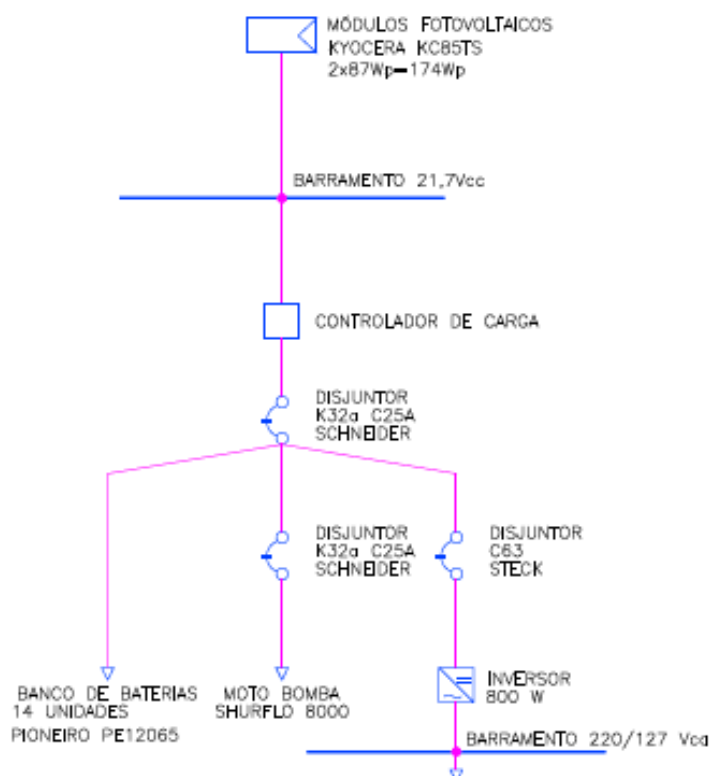 MÓDULOS FOTOVOLTAICOS
KYOCERA KC85TS
2x87Wp=174Wp
BARRAMENTO 21,7Vcc
CONTROLADOR DE CARGA
DISJUNTOR
K32a C25A
SCHNEIDER
DISJUNTOR
K32a C25A
SCHNEIDER
DISJUNTOR
C63
STECK
BANCO DE BATERIAS
14 UNIDADES
PIONEIRO PE12065
MOTO BOMBA
SHURFLO 8000
INVERSOR
800 W
BARRAMENTO 220/127 Vca